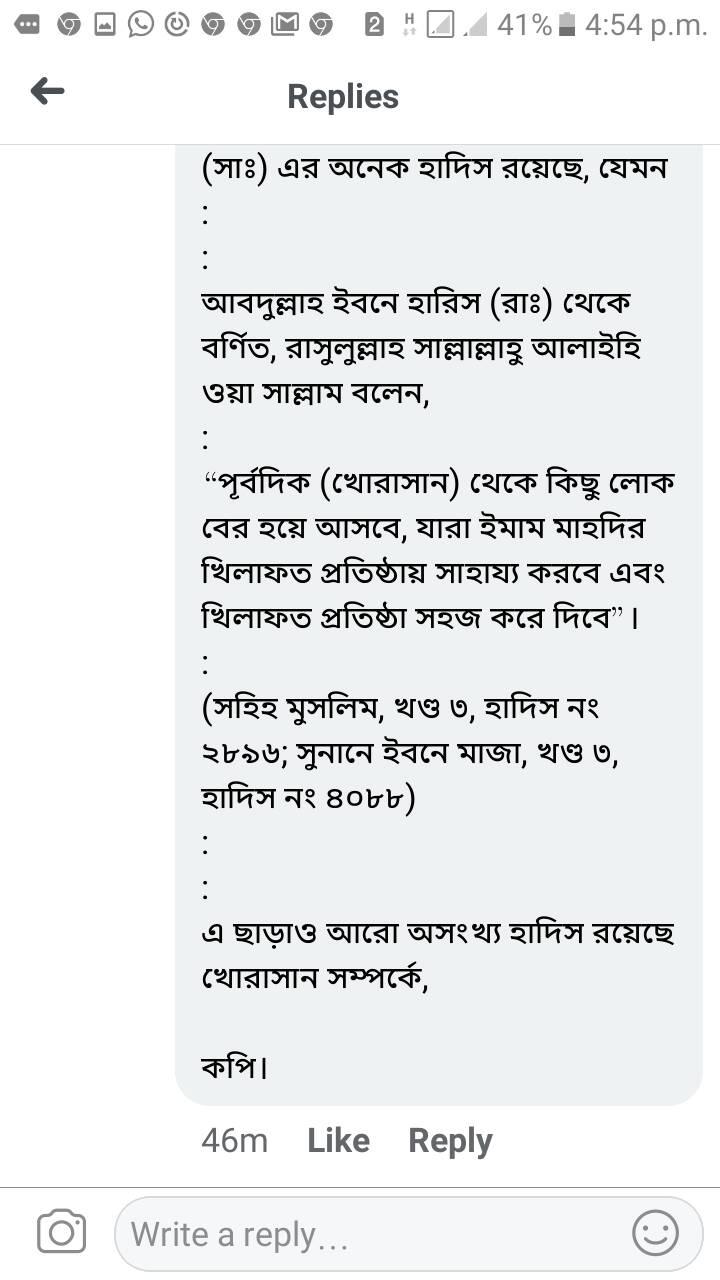 2 H 41% 4:54 p.m.
Replies
(সাঃ) এর অনেক হাদিস রয়েছে, যেমন
:
:
আবদুল্লাহ ইবনে হারিস (রাঃ) থেকে
বর্ণিত, রাসুলুল্লাহ সাল্লাল্লাহু আলাইহি
ওয়া সাল্লাম বলেন,
:
“পূর্বদিক (খোরাসান) থেকে কিছু লোক
বের হয়ে আসবে, যারা ইমাম মাহদির
খিলাফত প্রতিষ্ঠায় সাহায্য করবে এবং
খিলাফত প্রতিষ্ঠা সহজ করে দিবে”।
:
(সহিহ মুসলিম, খণ্ড ৩, হাদিস নং
২৮৯৬; সুনানে ইবনে মাজা, খণ্ড ৩,
হাদিস নং ৪০৮৮)
:
:
এ ছাড়াও আরো অসংখ্য হাদিস রয়েছে
খোরাসান সম্পর্কে,
কপি।
46m Like Reply
Write a reply...